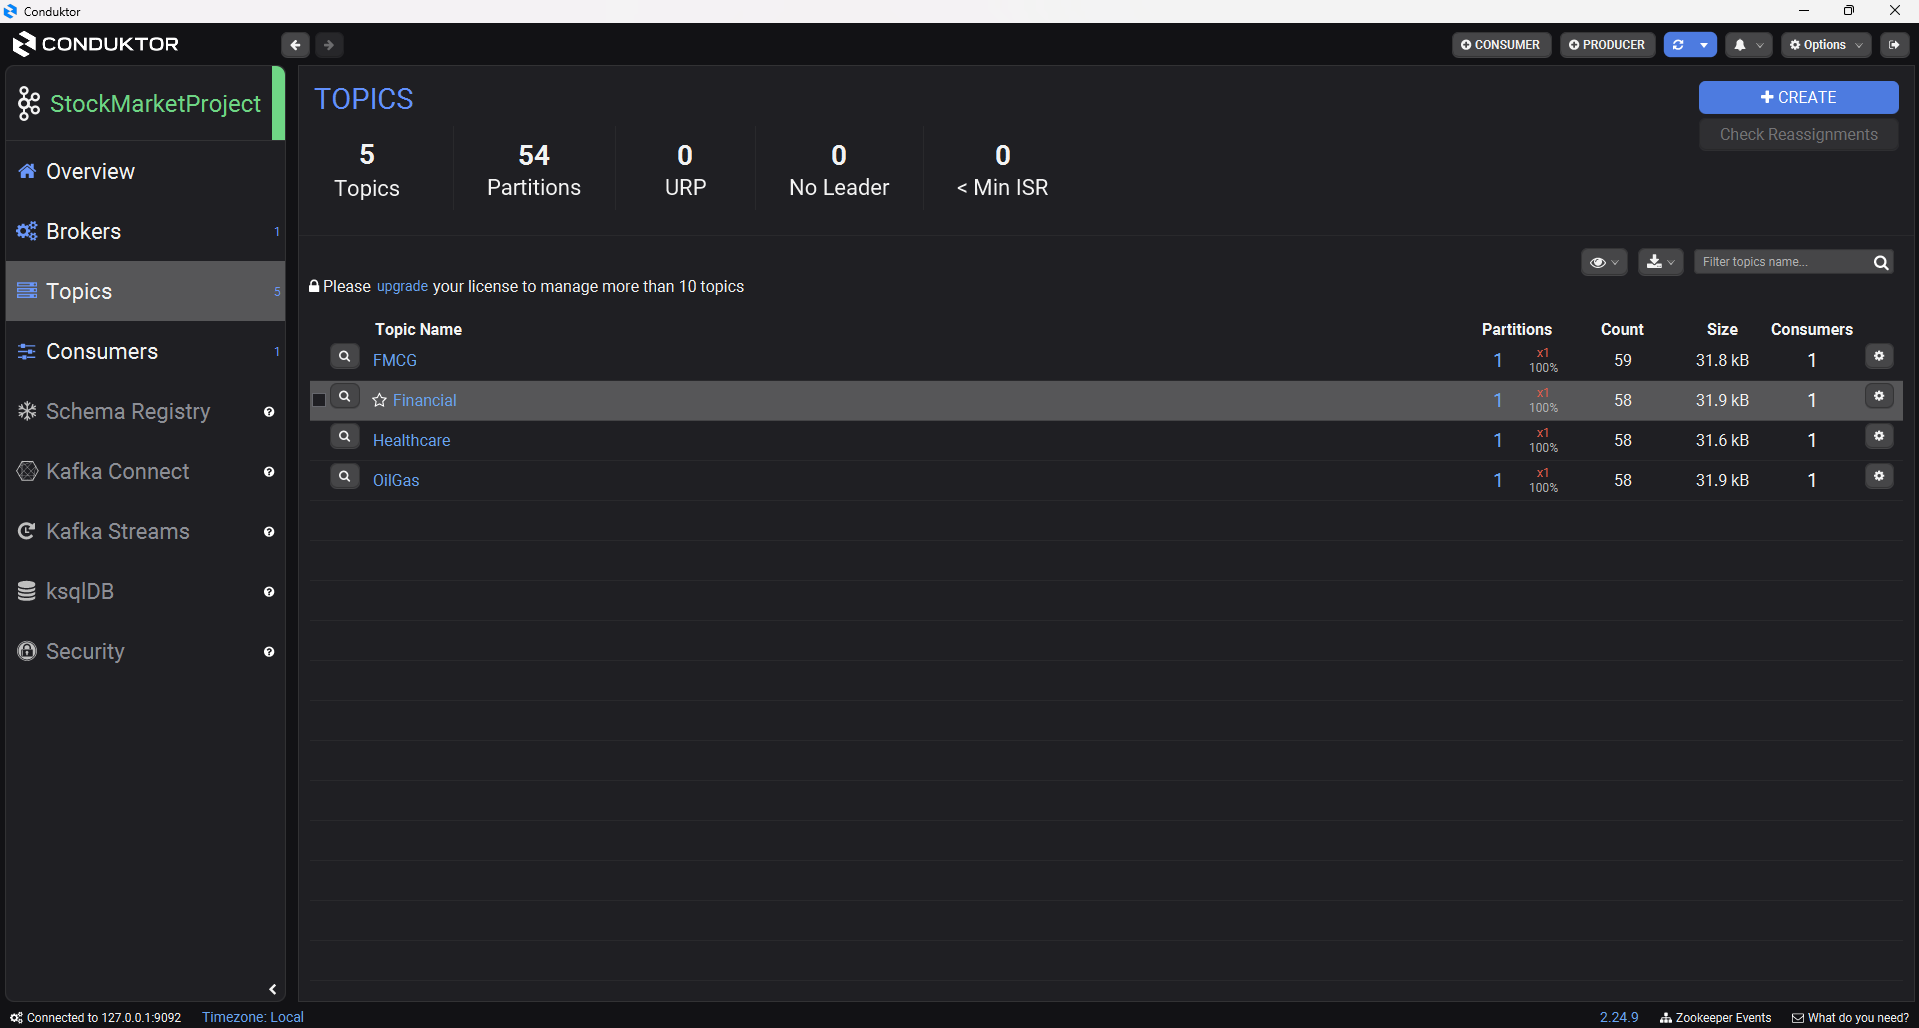 Conduktor
CONDUKTOR
CONSUMER
PRODUCER
Options
StockMarketProject
Overview
Brokers 1
Topics 5
Consumers 1
Schema Registry ?
Kafka Connect ?
Kafka Streams ?
ksqlDB ?
Security ?
TOPICS
CREATE
Check Reassignments
5 54 0 0 0
Topics Partitions URP No Leader < Min ISR
Filter topics name...
Please upgrade your license to manage more than 10 topics
Topic Name Partitions Count Size Consumers
FMCG 1 x1 100% 59 31.8 kB 1
Financial 1 x1 100% 58 31.9 kB 1
Healthcare 1 x1 100% 58 31.6 kB 1
OilGas 1 x1 100% 58 31.9 kB 1
Connected to 127.0.0.1:9092 Timezone: Local 2.24.9 Zookeeper Events What do you need?